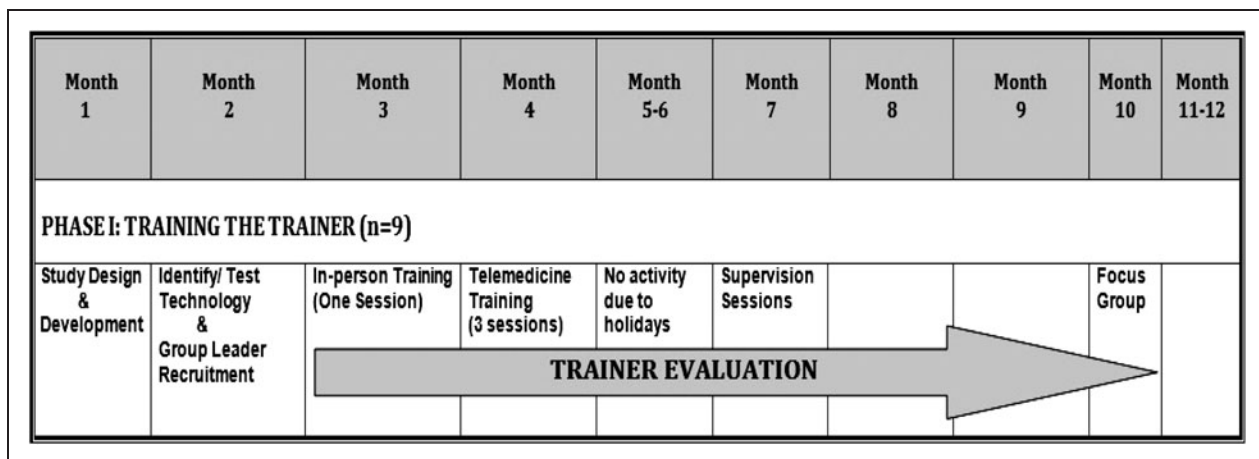 Month
1
Month
2
Month
3
Month
4
Month
5-6
Month
7
Month
8
Month
9
Month
10
Month
11-12
PHASE I: TRAINING THE TRAINER (n=9)
Study Design
&
Development
Identify/ Test
Technology
&
Group Leader
Recruitment
In-person Training
(One Session)
Telemedicine
Training
(3 sessions)
No activity
due to
holidays
Supervision
Sessions
Focus
Group
TRAINER EVALUATION